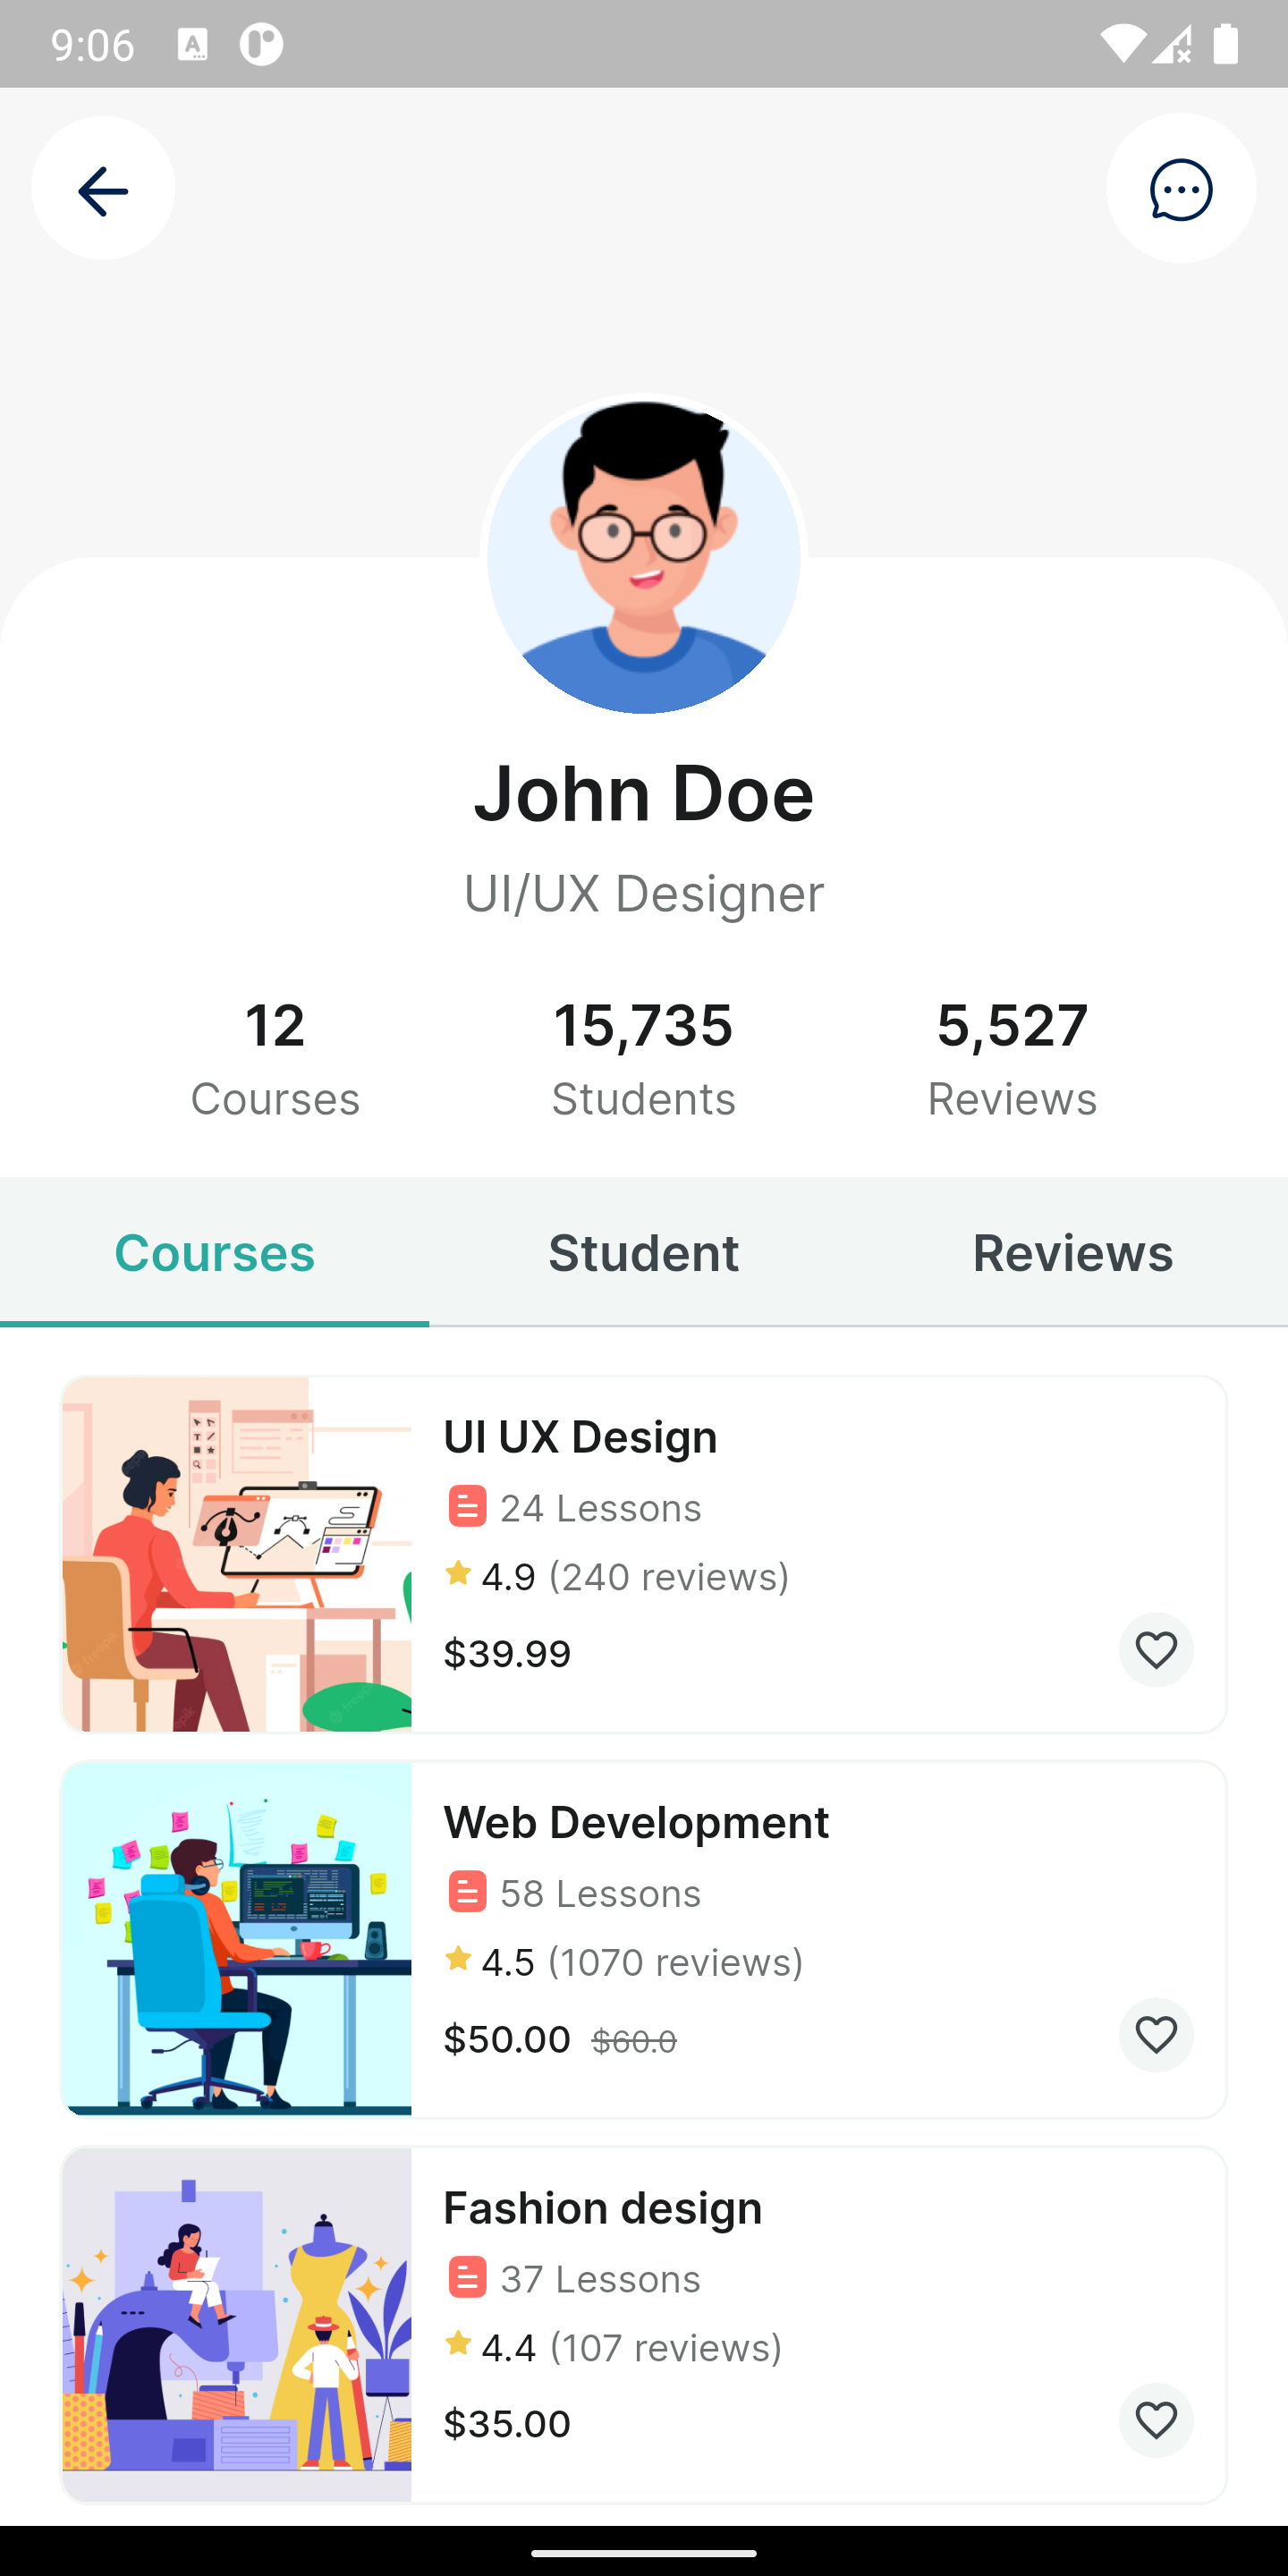 9:06
John Doe
UI/UX Designer
12
15,735
5,527
Courses
Students
Reviews
Courses
Student
Reviews
UI UX Design
24 Lessons
4.9 (240 reviews)
$39.99
Web Development
58 Lessons
4.5 (1070 reviews)
$50.00 $60.0
Fashion design
37 Lessons
4.4 (107 reviews)
$35.00